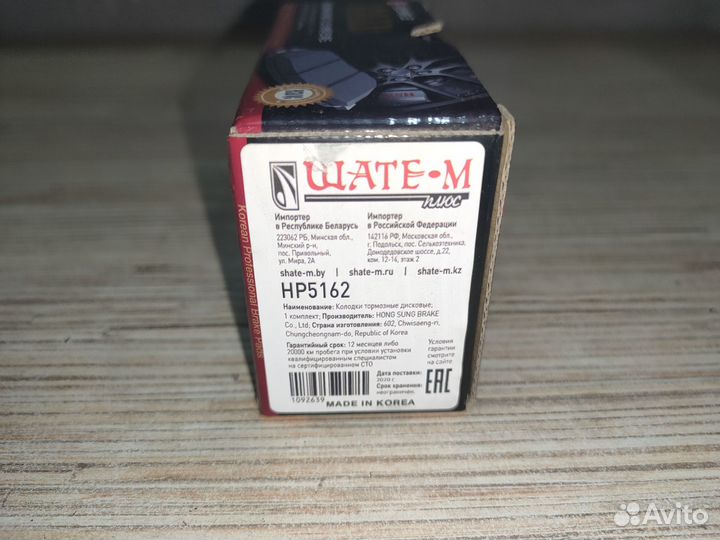 ШАТЕ-М
плюс
Импортер
в Республике Беларусь
223062 РБ, Минская обл.,
Минский р-н,
пос. Привольный,
ул. Мира, 2А
Импортер
в Российской Федерации
142116 РФ, Московская обл.,
г. Подольск, пос. Сельхозтехника,
Домодедовское шоссе, д.22,
ком. 12-14, этаж 2
shate-m.by | shate-m.ru | shate-m.kz
HP5162
Наименование: Колодки тормозные дисковые;
1 комплект; Производитель: HONG SUNG BRAKE
Co., Ltd; Страна изготовления: 602, Chwisaeng-ri,
Chungcheongnam-do, Republic of Korea
Гарантийный срок: 12 месяцев либо
20000 км пробега при условии установки
квалифицированным специалистом
на сертифицированном СТО
Условия
гарантии
смотрите
на сайте
Дата поставки:
2020 г.
Срок хранения:
неограничен.
EAC
1092639
MADE IN KOREA
Korean Professional Brake Pads
Avito